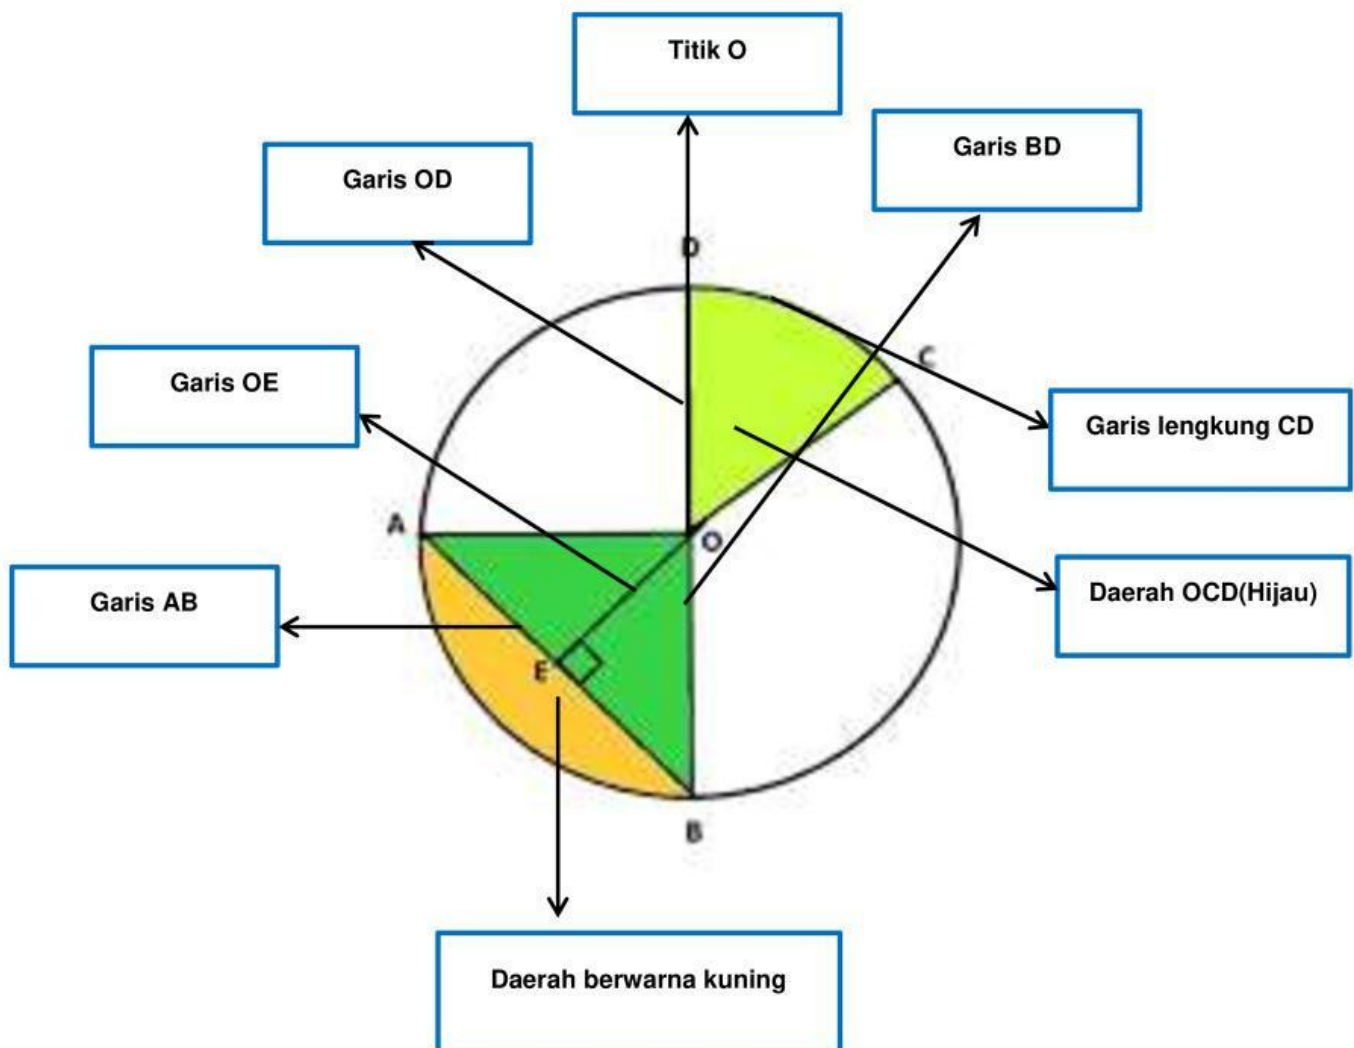 Titik O
Garis BD
Garis OD
D
Garis OE
C
Garis lengkung CD
A
O
Garis AB
Daerah OCD(Hijau)
E
B
Daerah berwarna kuning